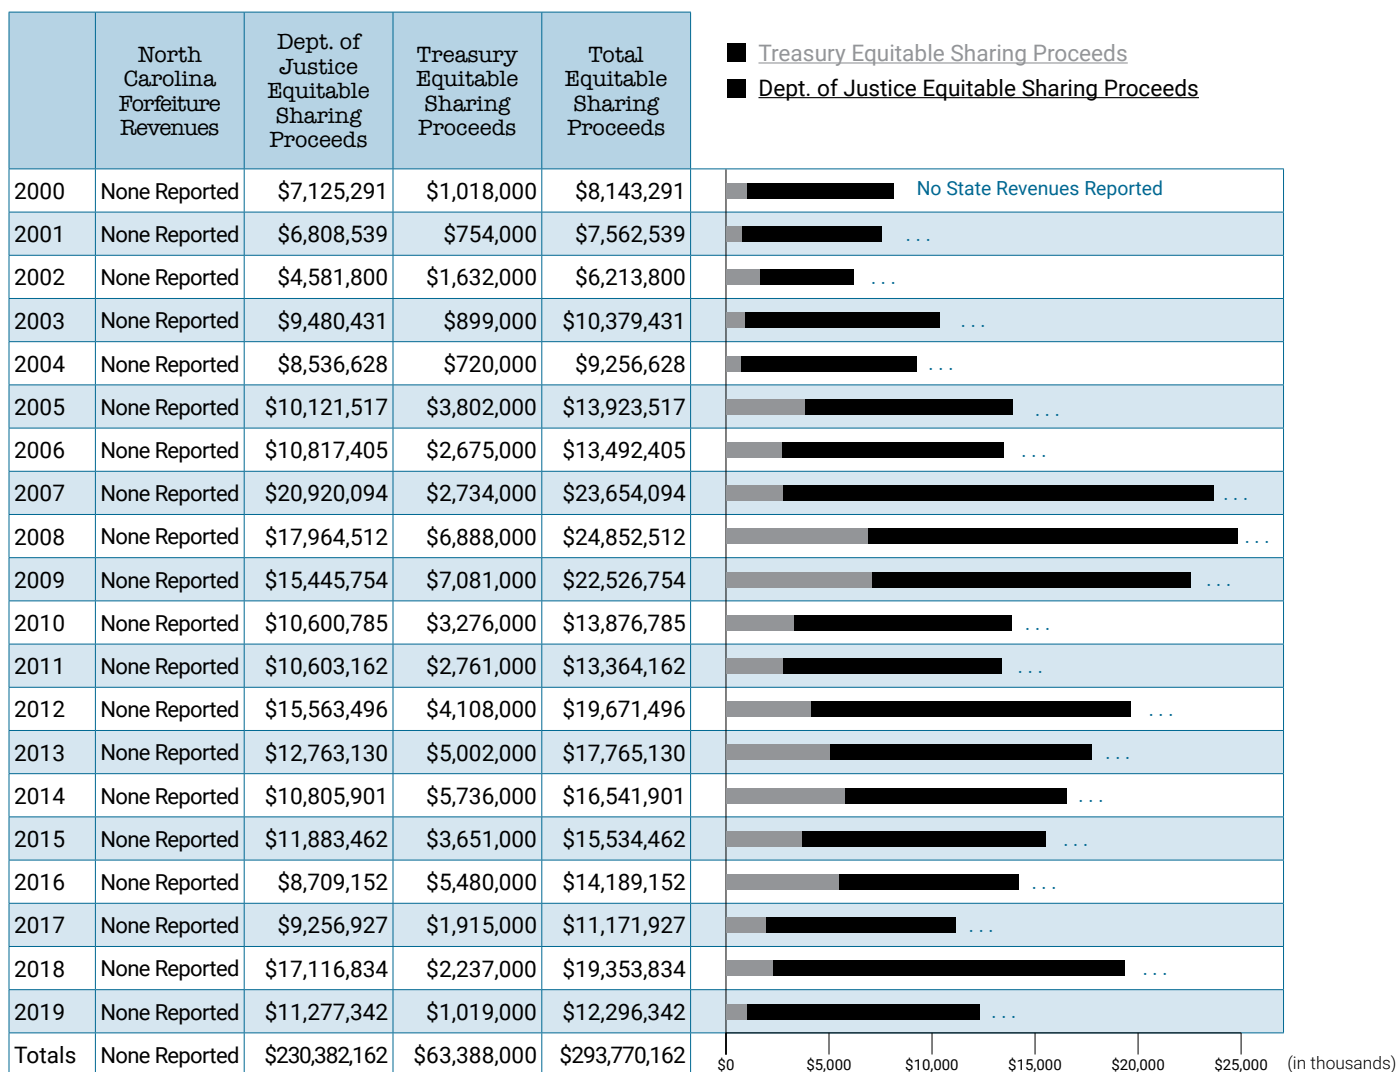 North
Carolina
Forfeiture
Revenues
Dept. of
Justice
Equitable
Sharing
Proceeds
Treasury
Equitable
Sharing
Proceeds
Total
Equitable
Sharing
Proceeds
Treasury Equitable Sharing Proceeds
Dept. of Justice Equitable Sharing Proceeds
2000 None Reported $7,125,291 $1,018,000 $8,143,291 No State Revenues Reported
2001 None Reported $6,808,539 $754,000 $7,562,539 ...
2002 None Reported $4,581,800 $1,632,000 $6,213,800 ...
2003 None Reported $9,480,431 $899,000 $10,379,431 ...
2004 None Reported $8,536,628 $720,000 $9,256,628 ...
2005 None Reported $10,121,517 $3,802,000 $13,923,517 ...
2006 None Reported $10,817,405 $2,675,000 $13,492,405 ...
2007 None Reported $20,920,094 $2,734,000 $23,654,094 ...
2008 None Reported $17,964,512 $6,888,000 $24,852,512 ...
2009 None Reported $15,445,754 $7,081,000 $22,526,754 ...
2010 None Reported $10,600,785 $3,276,000 $13,876,785 ...
2011 None Reported $10,603,162 $2,761,000 $13,364,162 ...
2012 None Reported $15,563,496 $4,108,000 $19,671,496 ...
2013 None Reported $12,763,130 $5,002,000 $17,765,130 ...
2014 None Reported $10,805,901 $5,736,000 $16,541,901 ...
2015 None Reported $11,883,462 $3,651,000 $15,534,462 ...
2016 None Reported $8,709,152 $5,480,000 $14,189,152 ...
2017 None Reported $9,256,927 $1,915,000 $11,171,927 ...
2018 None Reported $17,116,834 $2,237,000 $19,353,834 ...
2019 None Reported $11,277,342 $1,019,000 $12,296,342 ...
Totals None Reported $230,382,162 $63,388,000 $293,770,162
$0 $5,000 $10,000 $15,000 $20,000 $25,000 (in thousands)